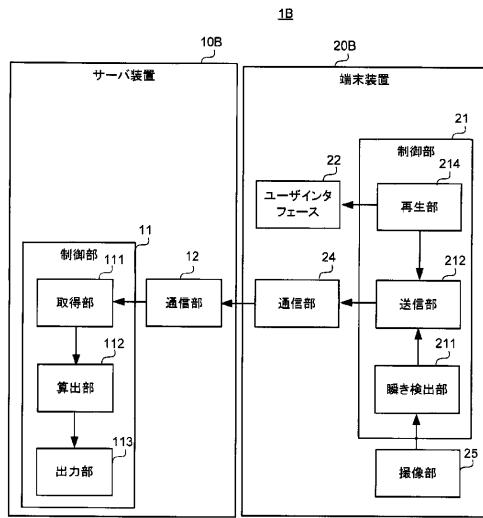 1B
10B
20B
サーバ装置
端末装置
21
制御部
22
214
ユーザインタ
フェース
再生部
制御部
11
111
12
24
212
取得部
通信部
通信部
送信部
112
211
算出部
瞬き検出部
113
出力部
撮像部
25